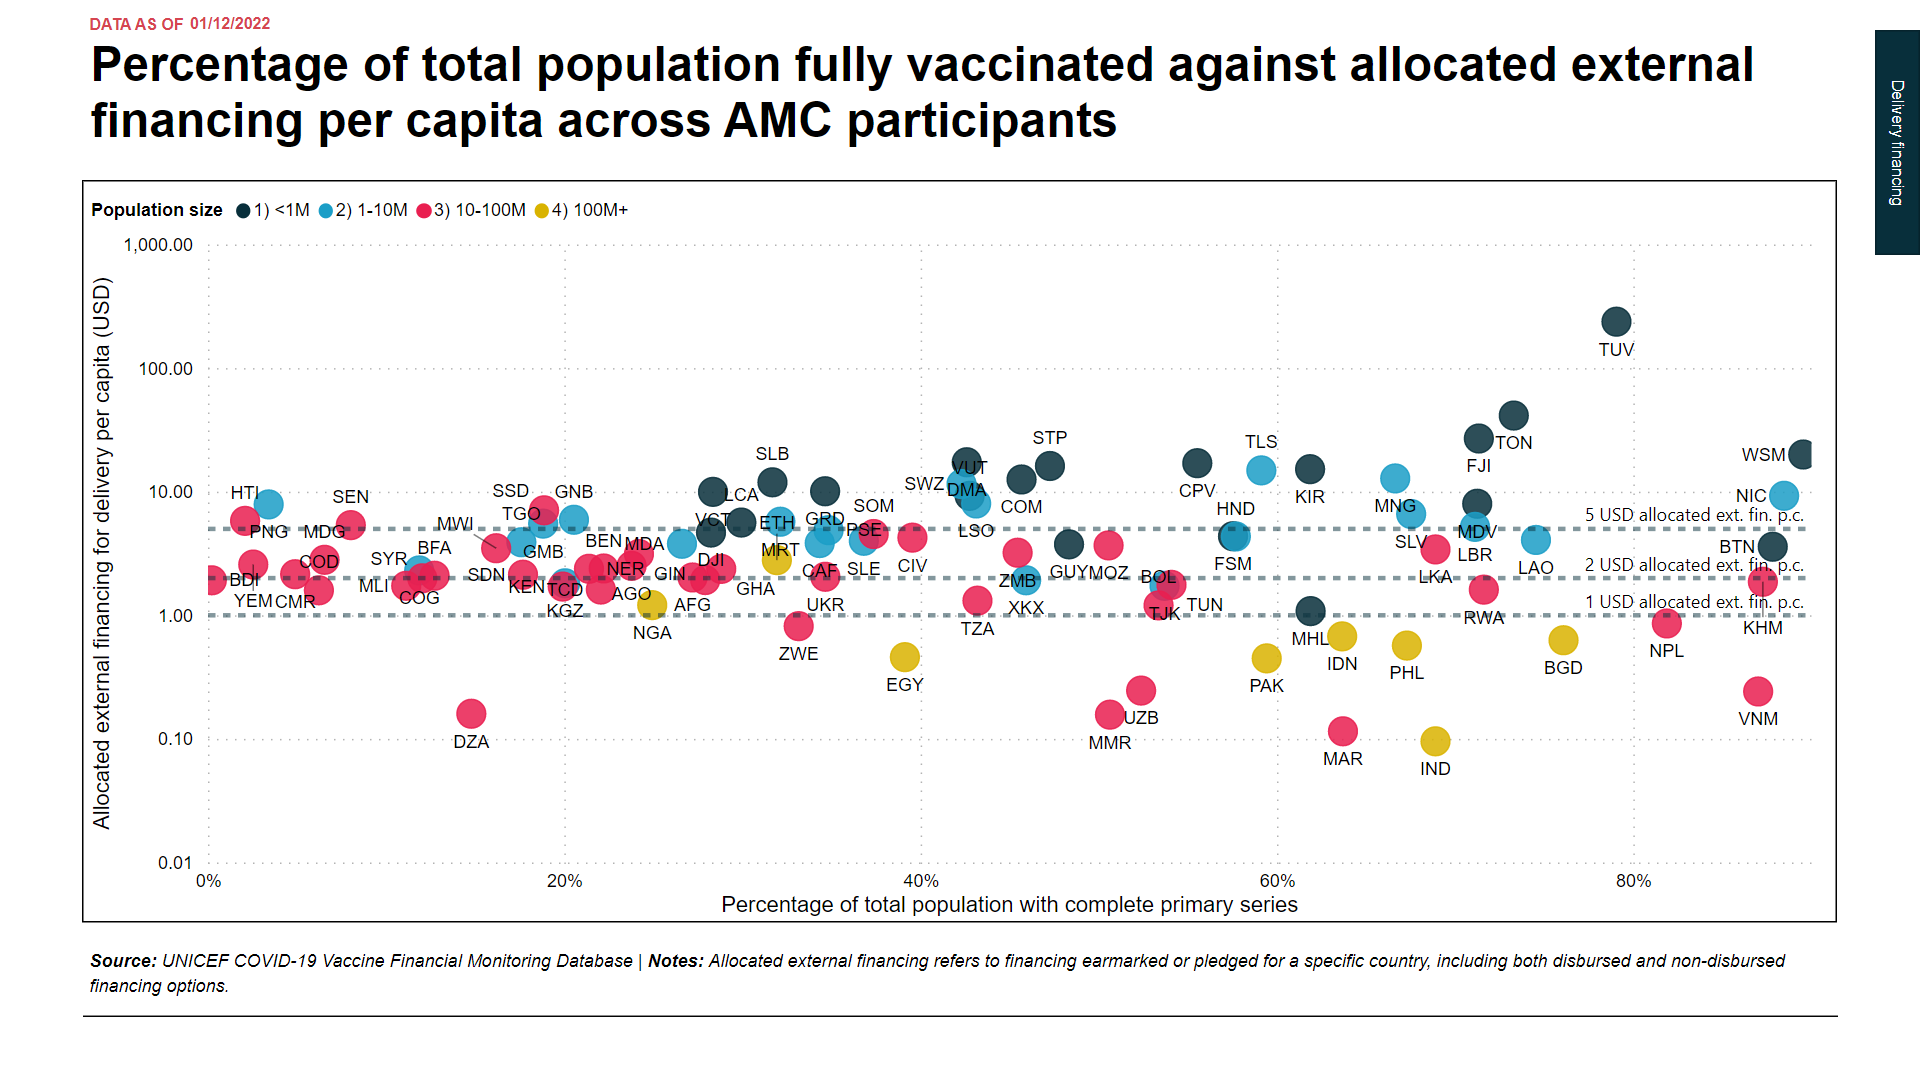 DATA AS OF 01/12/2022
Percentage of total population fully vaccinated against allocated external
financing per capita across AMC participants
Delivery financing
Population size 1) <1M 2) 1-10M 3) 10-100M 4) 100M+
Allocated external financing for delivery per capita (USD)
1,000.00
100.00
10.00
1.00
0.10
0.01
TUV
TON
FJI
WSM
STP
TLS
SLB
VUT
SWZ
DMA
CPV
KIR
NIC
HTI
SEN
SSD
GNB
LCA
SOM
COM
HND
MNG
5 USD allocated ext. fin. p.c.
TGO
MWI
PNG
MDG
VCT
ETH
GRD
PSE
LSO
SLV
MDV
BTN
SYR
BFA
GMB
BEN
MDA
MRT
LBR
COD
DJI
CAF
SLE
CIV
FSM
LAO
2 USD allocated ext. fin. p.c.
BDI
SDN
NER
GIN
ZMB
GUY
MOZ
BOL
LKA
YEM
CMR
MLI
COG
KEN
TCD
AGO
GHA
KGZ
AFG
UKR
XKX
TJK
TUN
1 USD allocated ext. fin. p.c.
RWA
KHM
NGA
ZWE
TZA
MHL
NPL
EGY
PAK
IDN
PHL
BGD
DZA
MMR
UZB
MAR
IND
VNM
0%
20%
40%
60%
80%
Percentage of total population with complete primary series
Source: UNICEF COVID-19 Vaccine Financial Monitoring Database | Notes: Allocated external financing refers to financing earmarked or pledged for a specific country, including both disbursed and non-disbursed
financing options.